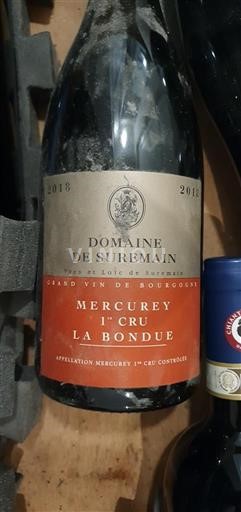 2018 2018
DOMAINE
DE SUREMAIN
Yves et Loïc de Suremain
GRAND VIN DE BOURGOGNE
MERCUREY
1er CRU
LA BONDUE
APPELLATION MERCUREY 1er CRU CONTRÔLÉE
CHIANTI